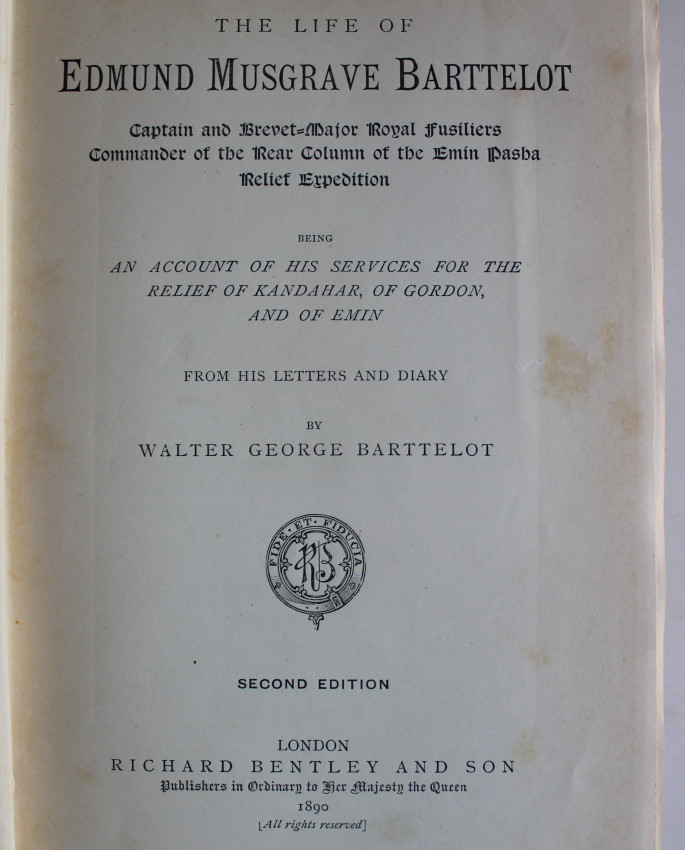 THE LIFE OF
EDMUND MUSGRAVE BARTTELOT
Captain and Brevet=Major Royal Fusiliers
Commander of the Rear Column of the Emin Pasha
Relief Expedition
BEING
AN ACCOUNT OF HIS SERVICES FOR THE
RELIEF OF KANDAHAR, OF GORDON,
AND OF EMIN
FROM HIS LETTERS AND DIARY
BY
WALTER GEORGE BARTTELOT
FIDE · ET · FIDUCIA
RB
SECOND EDITION
LONDON
RICHARD BENTLEY AND SON
Publishers in Ordinary to Her Majesty the Queen
1890
[All rights reserved]